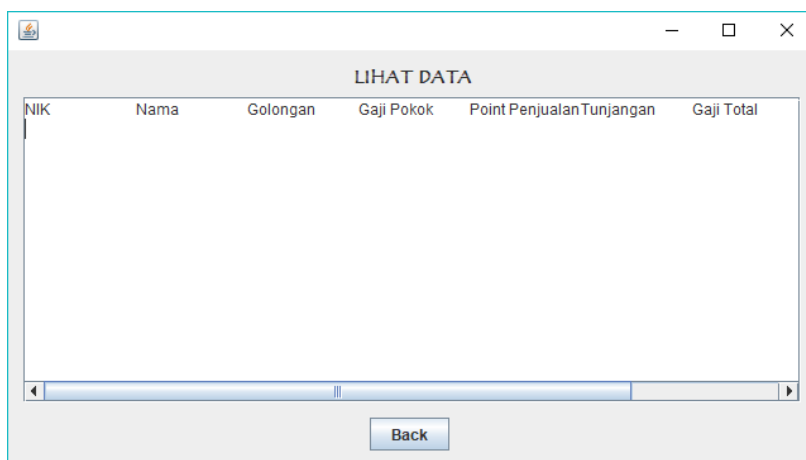 LIHAT DATA
NIK Nama Golongan Gaji Pokok Point Penjualan Tunjangan Gaji Total
Back